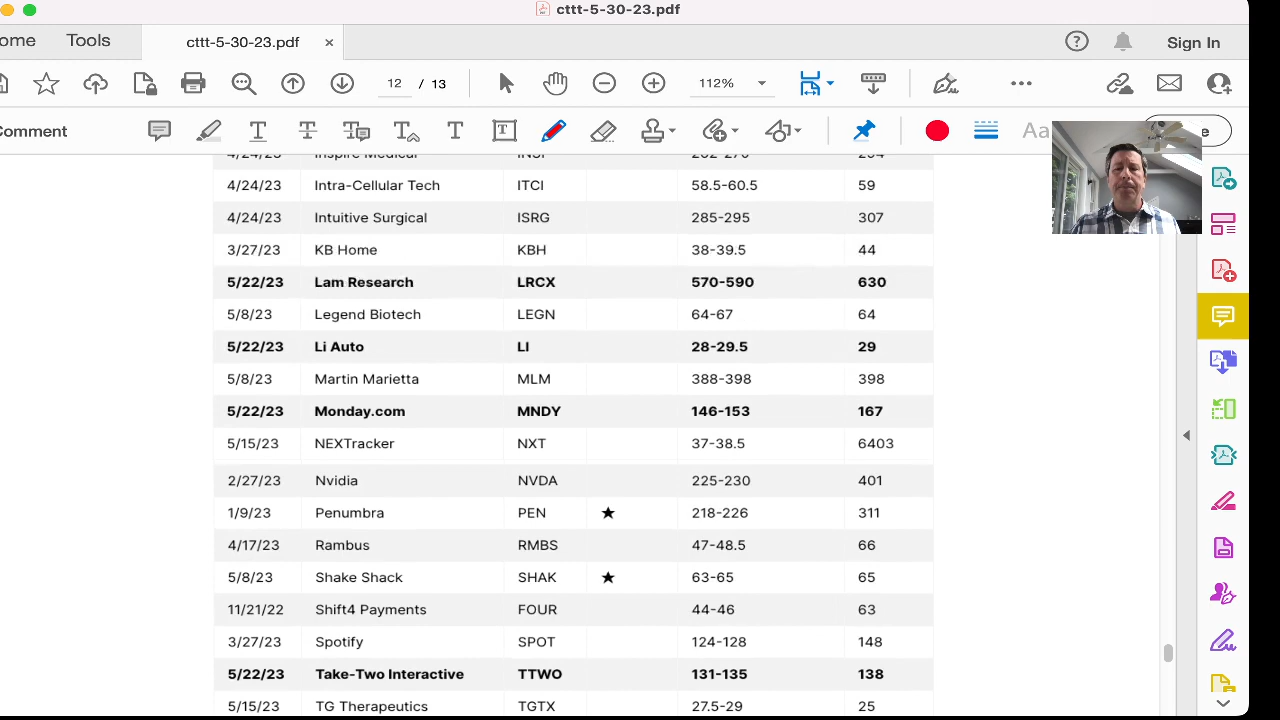 cttt-5-30-23.pdf
ome Tools cttt-5-30-23.pdf × ? Sign In
12 / 13 112%
Comment T T T T T T Aa e
4/24/23 Inspire Medical INSP
4/24/23 Intra-Cellular Tech ITCI 58.5-60.5 59
4/24/23 Intuitive Surgical ISRG 285-295 307
3/27/23 KB Home KBH 38-39.5 44
5/22/23 Lam Research LRCX 570-590 630
5/8/23 Legend Biotech LEGN 64-67 64
5/22/23 Li Auto LI 28-29.5 29
5/8/23 Martin Marietta MLM 388-398 398
5/22/23 Monday.com MNDY 146-153 167
5/15/23 NEXTracker NXT 37-38.5 6403
2/27/23 Nvidia NVDA 225-230 401
1/9/23 Penumbra PEN ★ 218-226 311
4/17/23 Rambus RMBS 47-48.5 66
5/8/23 Shake Shack SHAK ★ 63-65 65
11/21/22 Shift4 Payments FOUR 44-46 63
3/27/23 Spotify SPOT 124-128 148
5/22/23 Take-Two Interactive TTWO 131-135 138
5/15/23 TG Therapeutics TGTX 27.5-29 25